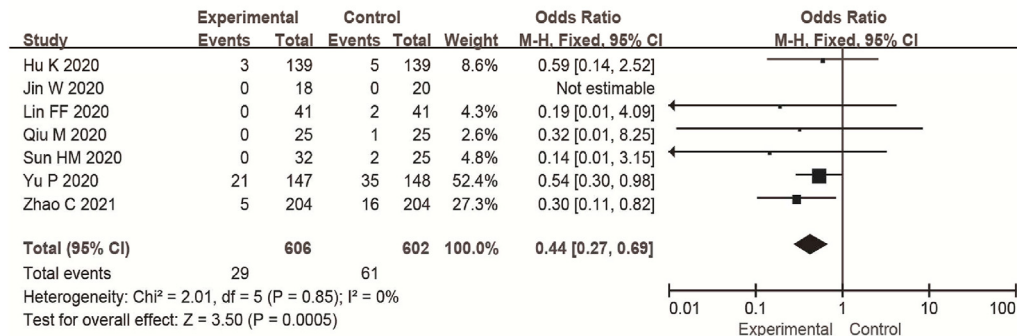 Experimental Control Odds Ratio Odds Ratio
Study Events Total Events Total Weight M-H, Fixed, 95% CI M-H, Fixed, 95% CI
Hu K 2020 3 139 5 139 8.6% 0.59 [0.14, 2.52]
Jin W 2020 0 18 0 20 Not estimable
Lin FF 2020 0 41 2 41 4.3% 0.19 [0.01, 4.09]
Qiu M 2020 0 25 1 25 2.6% 0.32 [0.01, 8.25]
Sun HM 2020 0 32 2 25 4.8% 0.14 [0.01, 3.15]
Yu P 2020 21 147 35 148 52.4% 0.54 [0.30, 0.98]
Zhao C 2021 5 204 16 204 27.3% 0.30 [0.11, 0.82]
Total (95% CI) 606 602 100.0% 0.44 [0.27, 0.69]
Total events 29 61
Heterogeneity: Chi² = 2.01, df = 5 (P = 0.85); I² = 0%
Test for overall effect: Z = 3.50 (P = 0.0005)
0.01 0.1 1 10 100
Experimental Control